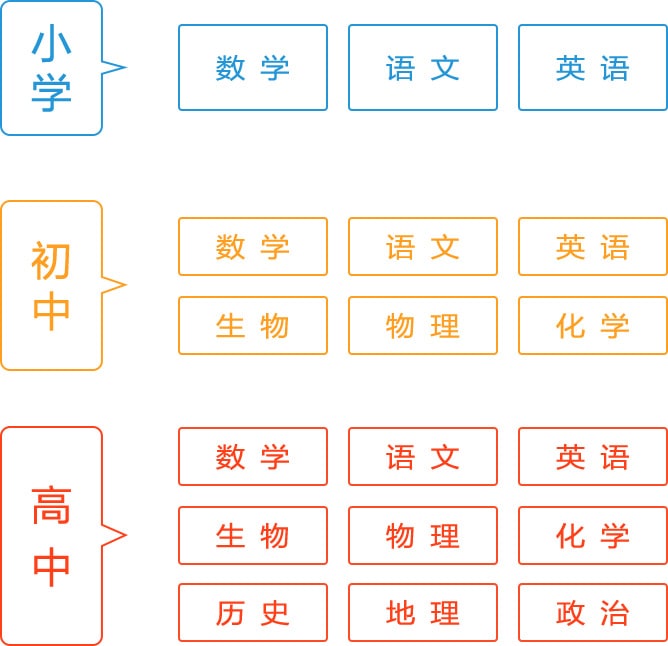 小学
数学 语文 英语
初中
数学 语文 英语
生物 物理 化学
高中
数学 语文 英语
生物 物理 化学
历史 地理 政治